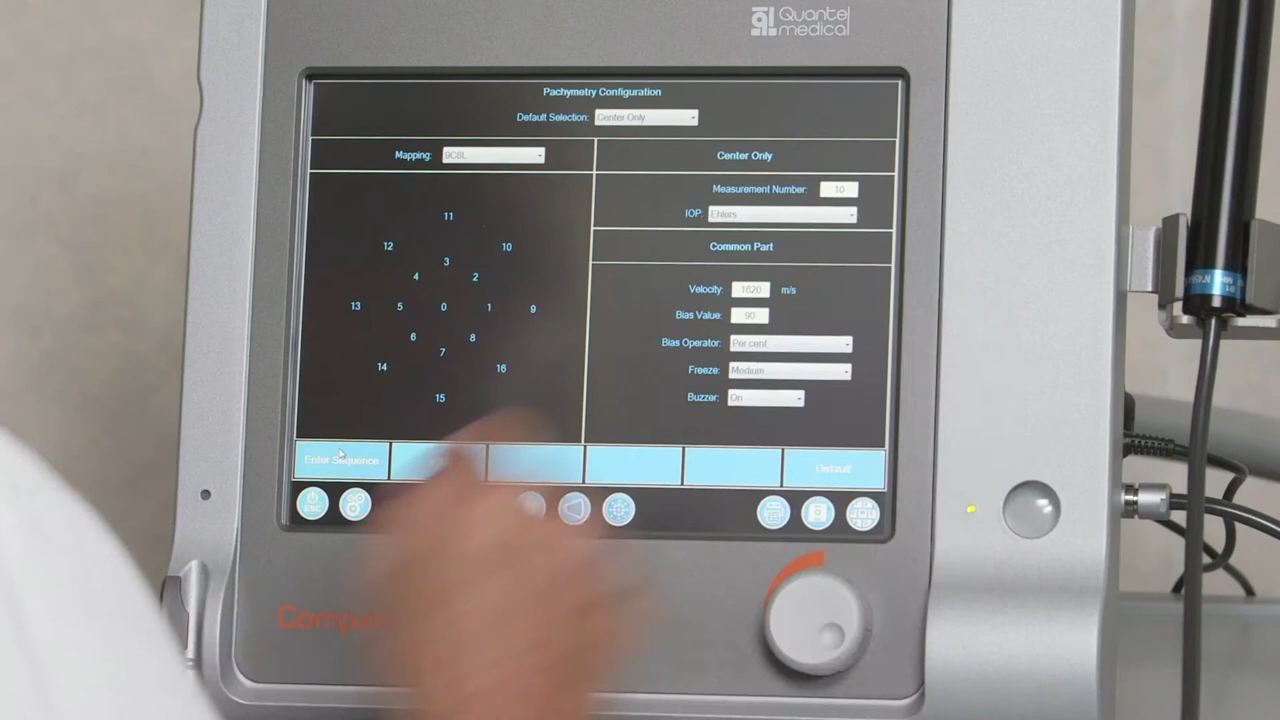 Quantel
medical
Pachymetry Configuration
Default Selection: Center Only
Mapping: 9C8L
Center Only
Measurement Number: 10
IOP: Ehlers
Common Part
Velocity: 1620 m/s
Bias Value: 90
Bias Operator: Per cent
Freeze: Medium
Buzzer: On
11
12 10
3
4 2
13 5 0 1 9
6 8
7
14 16
15
Enter Sequence
Default
ESC